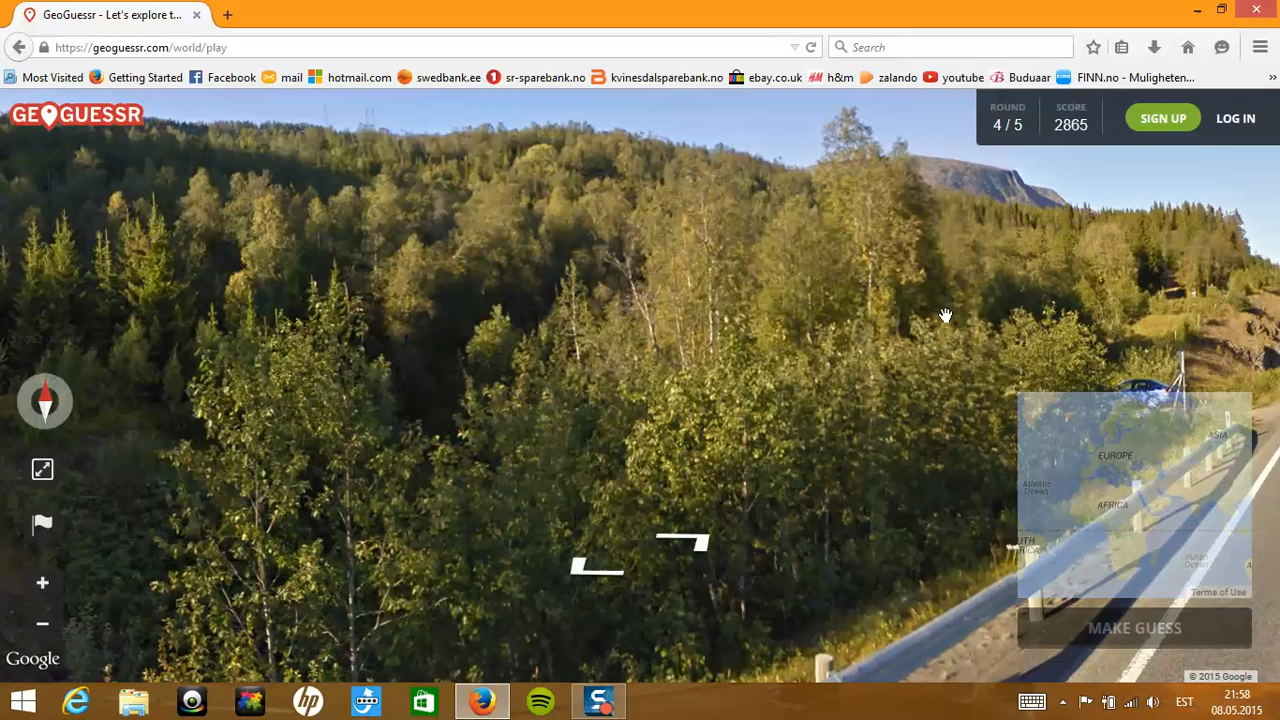 GeoGuessr - Let's explore t...
https://geoguessr.com/world/play
Search
Most Visited Getting Started Facebook mail hotmail.com swedbank.ee sr-sparebank.no kvinesdalsparebank.no ebay.co.uk h&m zalando youtube Buduaar FINN.no - Muligheten...
GEOGUESSR
ROUND SCORE
4 / 5 2865
SIGN UP LOG IN
ASIA
EUROPE
Atlantic
Ocean
AFRICA
Indian
Ocean
Terms of Use
MAKE GUESS
Google
© 2015 Google
EST
21:58
08.05.2015